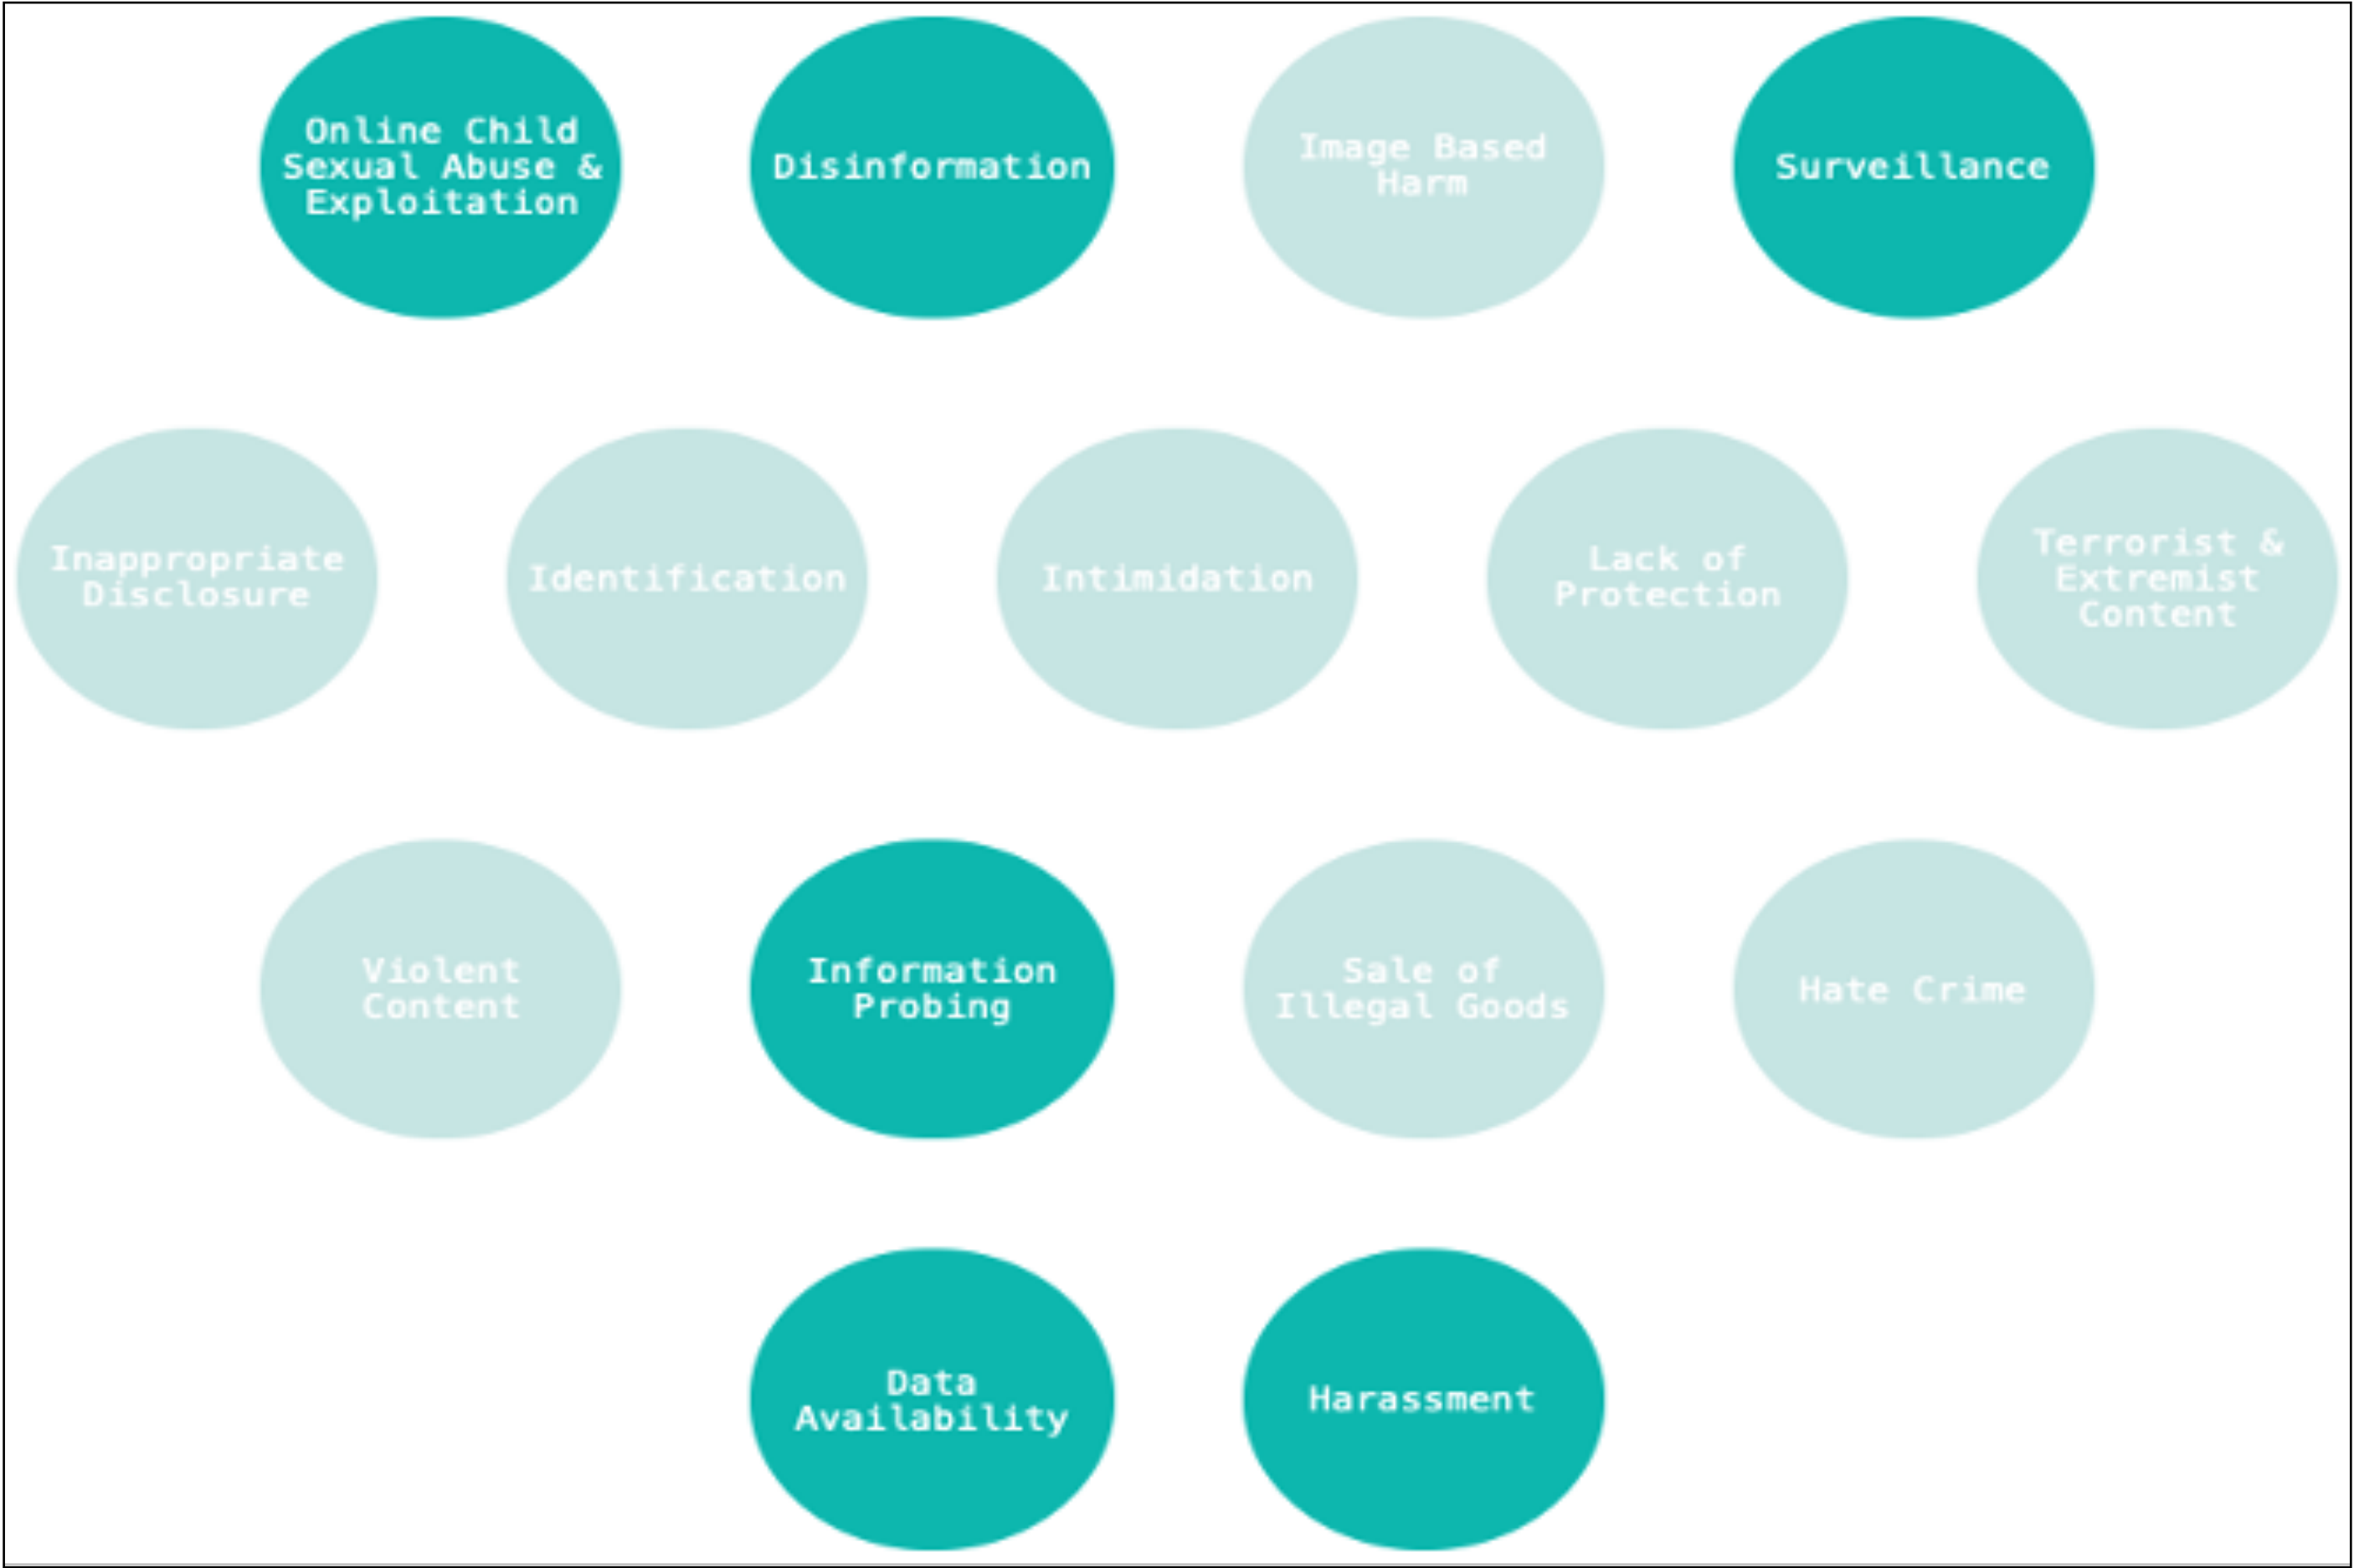 Online Child
Sexual Abuse &
Exploitation
Disinformation
Image Based
Harm
Surveillance
Inappropriate
Disclosure
Identification
Intimidation
Lack of
Protection
Terrorist &
Extremist
Content
Violent
Content
Information
Probing
Sale of
Illegal Goods
Hate Crime
Data
Availability
Harassment